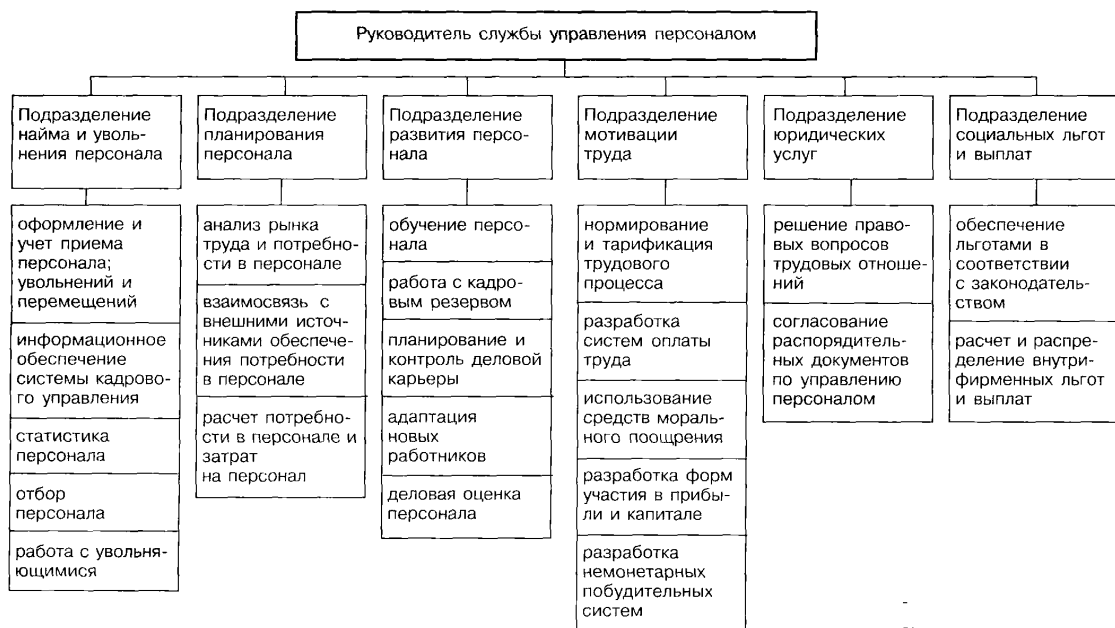 Руководитель службы управления персоналом
Подразделение
найма и уволь-
нения персонала
Подразделение
планирования
персонала
Подразделение
развития персо-
нала
Подразделение
мотивации
труда
Подразделение
юридических
услуг
Подразделение
социальных льгот
и выплат
оформление и
учет приема
персонала;
увольнений и
перемещений
информационное
обеспечение
системы кадрово-
го управления
статистика
персонала
отбор
персонала
работа с увольня-
ющимися
анализ рынка
труда и потребно-
сти в персонале
взаимосвязь с
внешними источ-
никами обеспече-
ния потребности
в персонале
расчет потребно-
сти в персонале и
затрат
на персонал
обучение персо-
нала
работа с кадро-
вым резервом
планирование и
контроль деловой
карьеры
адаптация
новых
работников
деловая оценка
персонала
нормирование
и тарификация
трудового
процесса
разработка
систем оплаты
труда
использование
средств мораль-
ного поощрения
разработка форм
участия в прибы-
ли и капитале
разработка
немонетарных
побудительных
систем
решение право-
вых вопросов
трудовых отноше-
ний
согласование
распорядитель-
ных документов
по управлению
персоналом
обеспечение
льготами в
соответствии
с законодатель-
ством
расчет и распре-
деление внутри-
фирменных льгот
и выплат